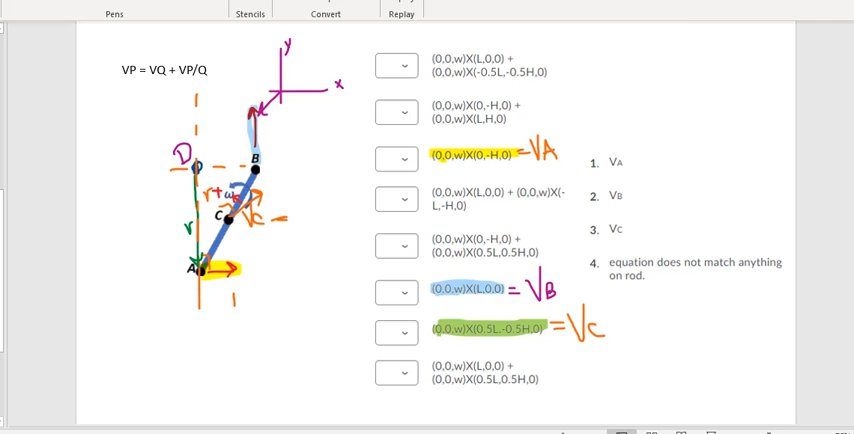 Pens
Stencils
Convert
Replay
VP = VQ + VP/Q
y
x
D
B
r+ω
C
VC =
r
A
(0,0,w)X(L,0,0) +
(0,0,w)X(-0.5L,-0.5H,0)
(0,0,w)X(0,-H,0) +
(0,0,w)X(L,H,0)
(0,0,w)X(0,-H,0) = VA
(0,0,w)X(L,0,0) + (0,0,w)X(-
L,-H,0)
(0,0,w)X(0,-H,0) +
(0,0,w)X(0.5L,0.5H,0)
(0,0,w)X(L,0,0) = VB
(0,0,w)X(0.5L,-0.5H,0) = VC
(0,0,w)X(L,0,0) +
(0,0,w)X(0.5L,0.5H,0)
1. VA
2. VB
3. VC
4. equation does not match anything
on rod.